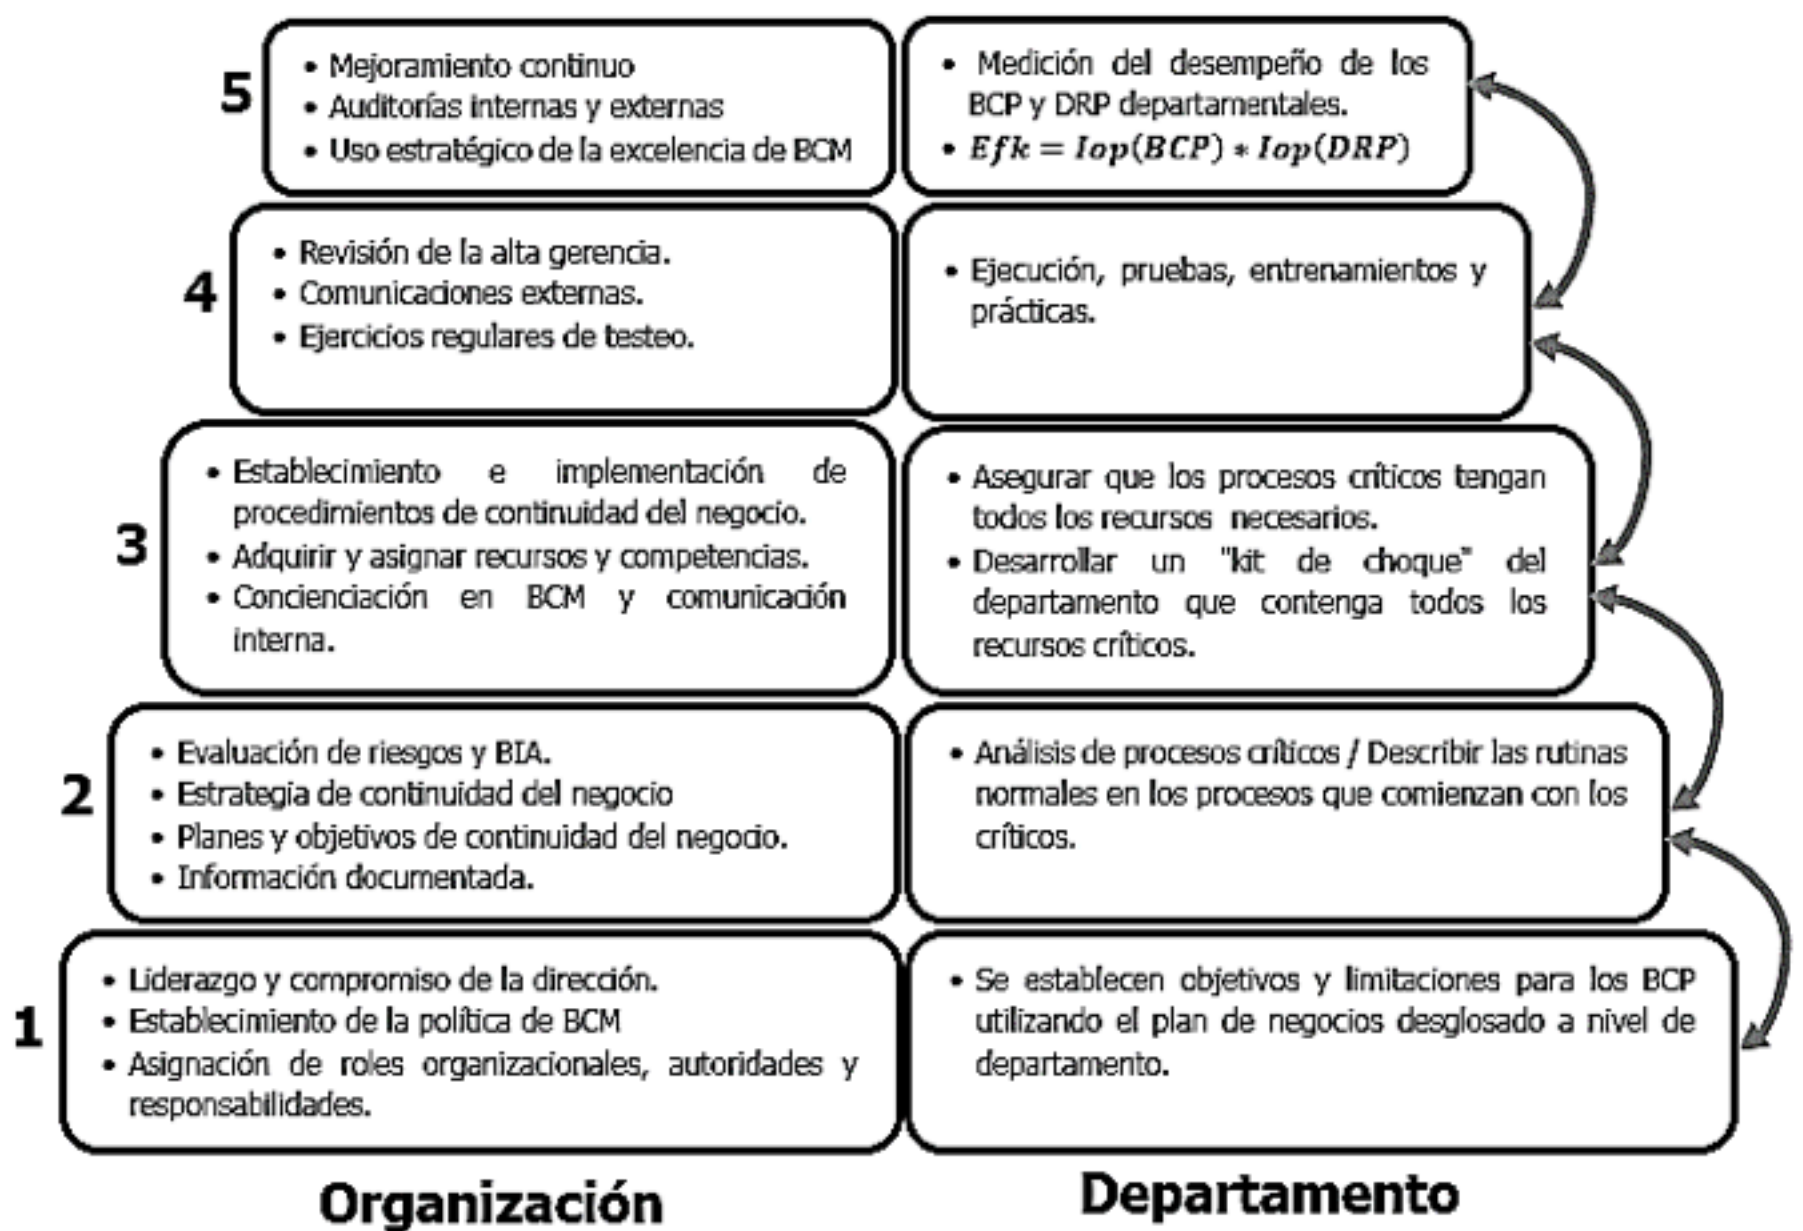 5
• Mejoramiento continuo
• Auditorías internas y externas
• Uso estratégico de la excelencia de BCM
• Medición del desempeño de los
BCP y DRP departamentales.
• Efk = Iop(BCP) * Iop(DRP)
4
• Revisión de la alta gerencia.
• Comunicaciones externas.
• Ejercicios regulares de testeo.
• Ejecución, pruebas, entrenamientos y
prácticas.
3
• Establecimiento e implementación de
procedimientos de continuidad del negocio.
• Adquirir y asignar recursos y competencias.
• Concienciación en BCM y comunicación
interna.
• Asegurar que los procesos críticos tengan
todos los recursos necesarios.
• Desarrollar un "kit de choque" del
departamento que contenga todos los
recursos críticos.
2
• Evaluación de riesgos y BIA.
• Estrategia de continuidad del negocio
• Planes y objetivos de continuidad del negocio.
• Información documentada.
• Análisis de procesos críticos / Describir las rutinas
normales en los procesos que comienzan con los
críticos.
1
• Liderazgo y compromiso de la dirección.
• Establecimiento de la política de BCM
• Asignación de roles organizacionales, autoridades y
responsabilidades.
• Se establecen objetivos y limitaciones para los BCP
utilizando el plan de negocios desglosado a nivel de
departamento.
Organización
Departamento